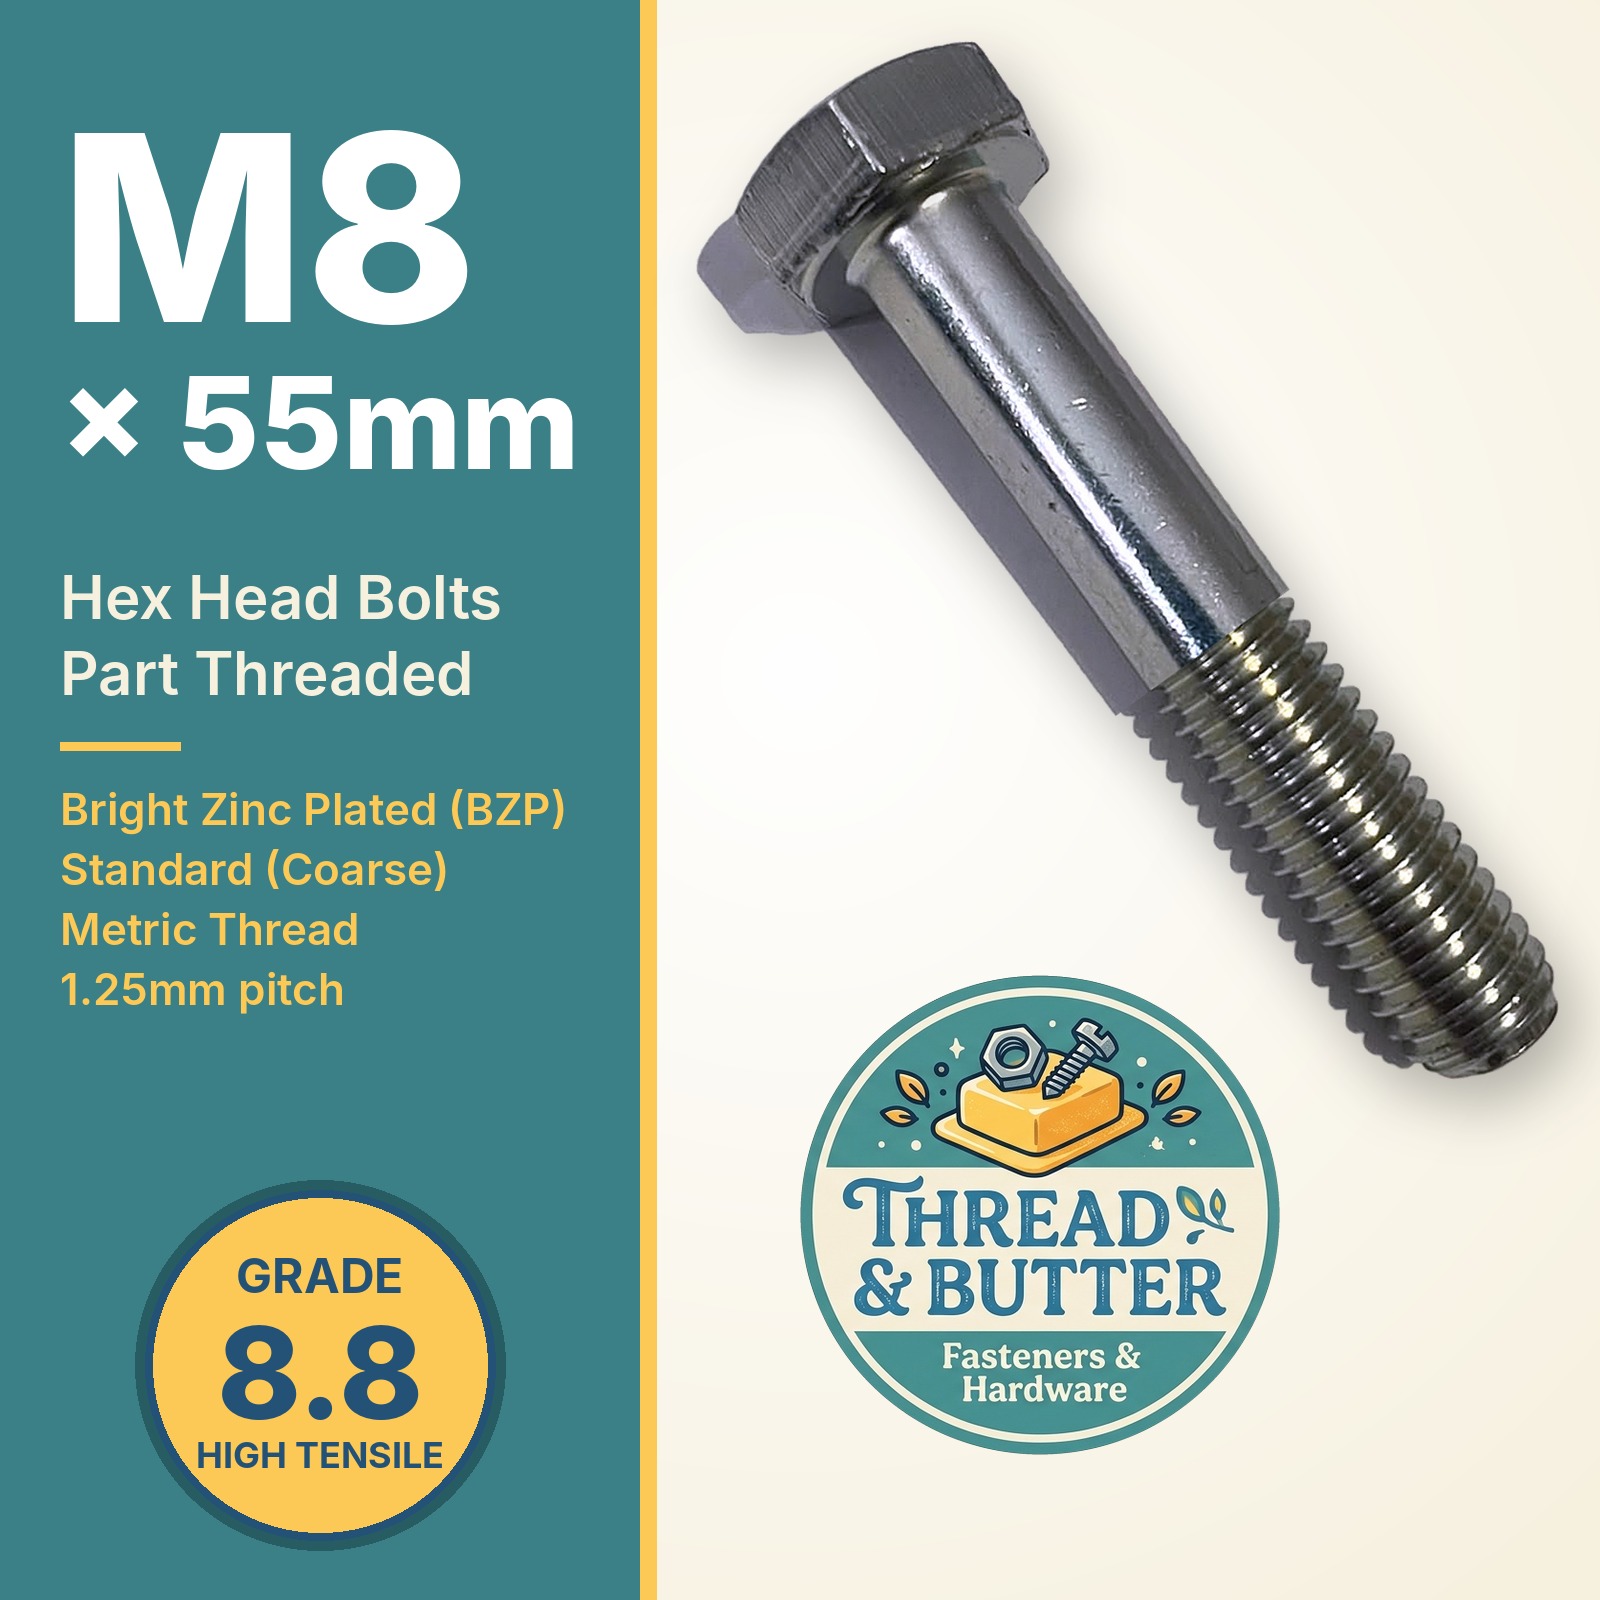 M8
× 55mm
Hex Head Bolts
Part Threaded
Bright Zinc Plated (BZP)
Standard (Coarse)
Metric Thread
1.25mm pitch
GRADE
8.8
HIGH TENSILE
THREAD
& BUTTER
Fasteners &
Hardware